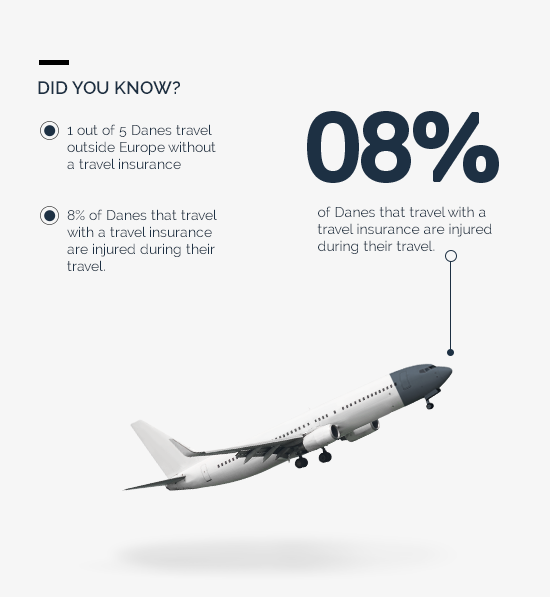 DID YOU KNOW?
1 out of 5 Danes travel
outside Europe without
a travel insurance
8% of Danes that travel
with a travel insurance
are injured during their
travel.
08%
of Danes that travel with a
travel insurance are injured
during their travel.